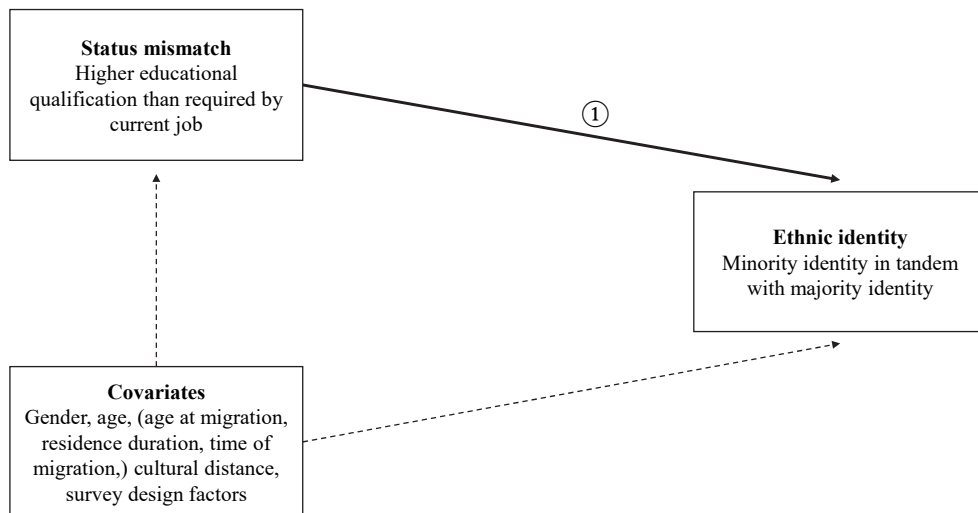 Status mismatch
Higher educational
qualification than required by
current job
①
Ethnic identity
Minority identity in tandem
with majority identity
Covariates
Gender, age, (age at migration,
residence duration, time of
migration,) cultural distance,
survey design factors